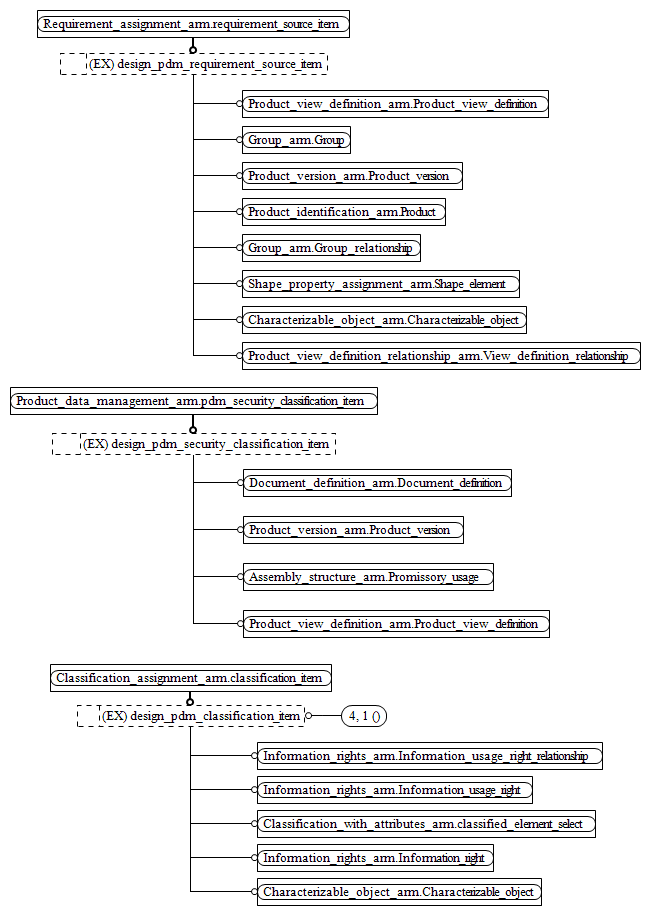 Requirement_assignment_arm.requirement_source_item
(EX) design_pdm_requirement_source_item
Product_view_definition_arm.Product_view_definition
Group_arm.Group
Product_version_arm.Product_version
Product_identification_arm.Product
Group_arm.Group_relationship
Shape_property_assignment_arm.Shape_element
Characterizable_object_arm.Characterizable_object
Product_view_definition_relationship_arm.View_definition_relationship
Product_data_management_arm.pdm_security_classification_item
(EX) design_pdm_security_classification_item
Document_definition_arm.Document_definition
Product_version_arm.Product_version
Assembly_structure_arm.Promissory_usage
Product_view_definition_arm.Product_view_definition
Classification_assignment_arm.classification_item
(EX) design_pdm_classification_item 4, 1 ()
Information_rights_arm.Information_usage_right_relationship
Information_rights_arm.Information_usage_right
Classification_with_attributes_arm.classified_element_select
Information_rights_arm.Information_right
Characterizable_object_arm.Characterizable_object